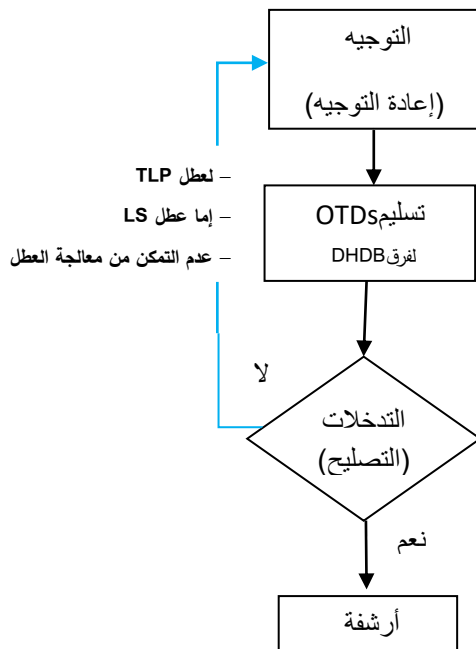 التوجيه
(إعادة التوجيه)
– لعطل TLP
– إما عطل LS
– عدم التمكن من معالجة العطل
تسليمOTDs
لفرقDHDB
لا
التدخلات
(التصليح)
نعم
أرشفة